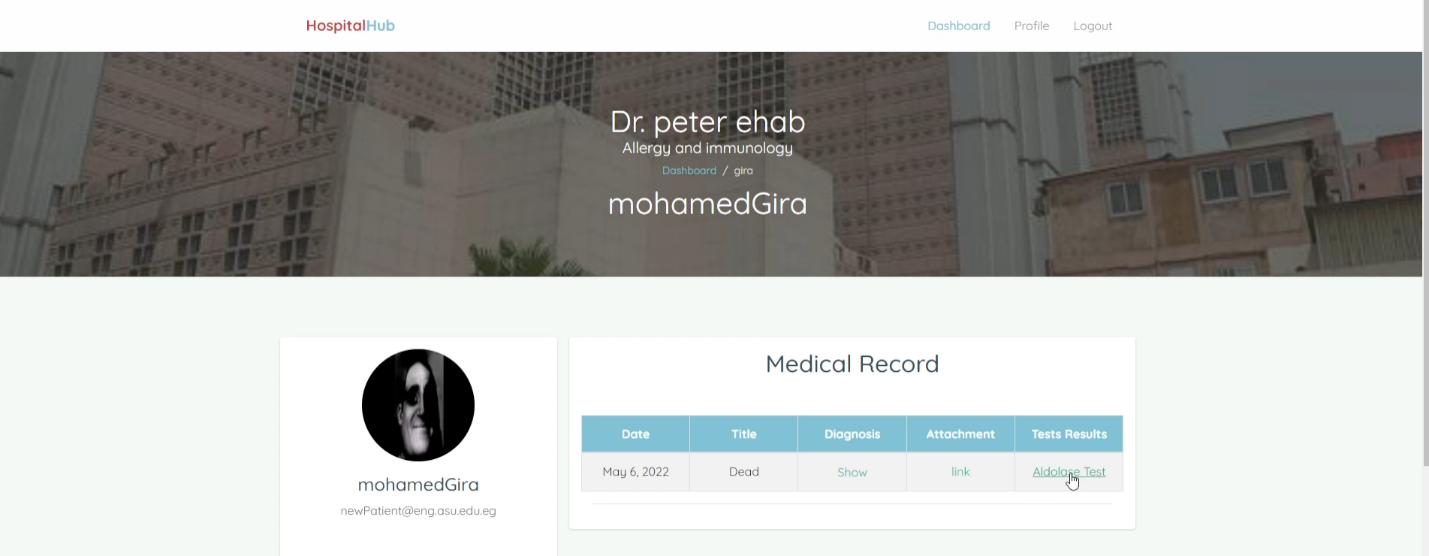 HospitalHub Dashboard Profile Logout
Dr. peter ehab
Allergy and immunology
Dashboard / gira
mohamedGira
mohamedGira
newPatient@eng.asu.edu.eg
Medical Record
Date Title Diagnosis Attachment Tests Results
May 6, 2022 Dead Show link Aldolase Test